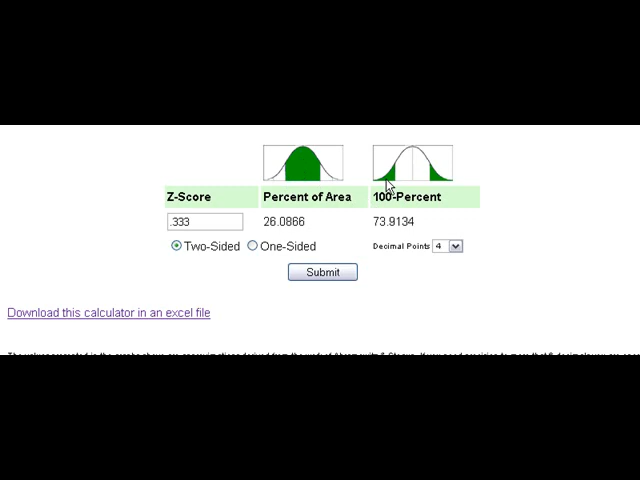 Z-Score Percent of Area 100-Percent
.333 26.0866 73.9134
Two-Sided One-Sided Decimal Points 4
Submit
Download this calculator in an excel file